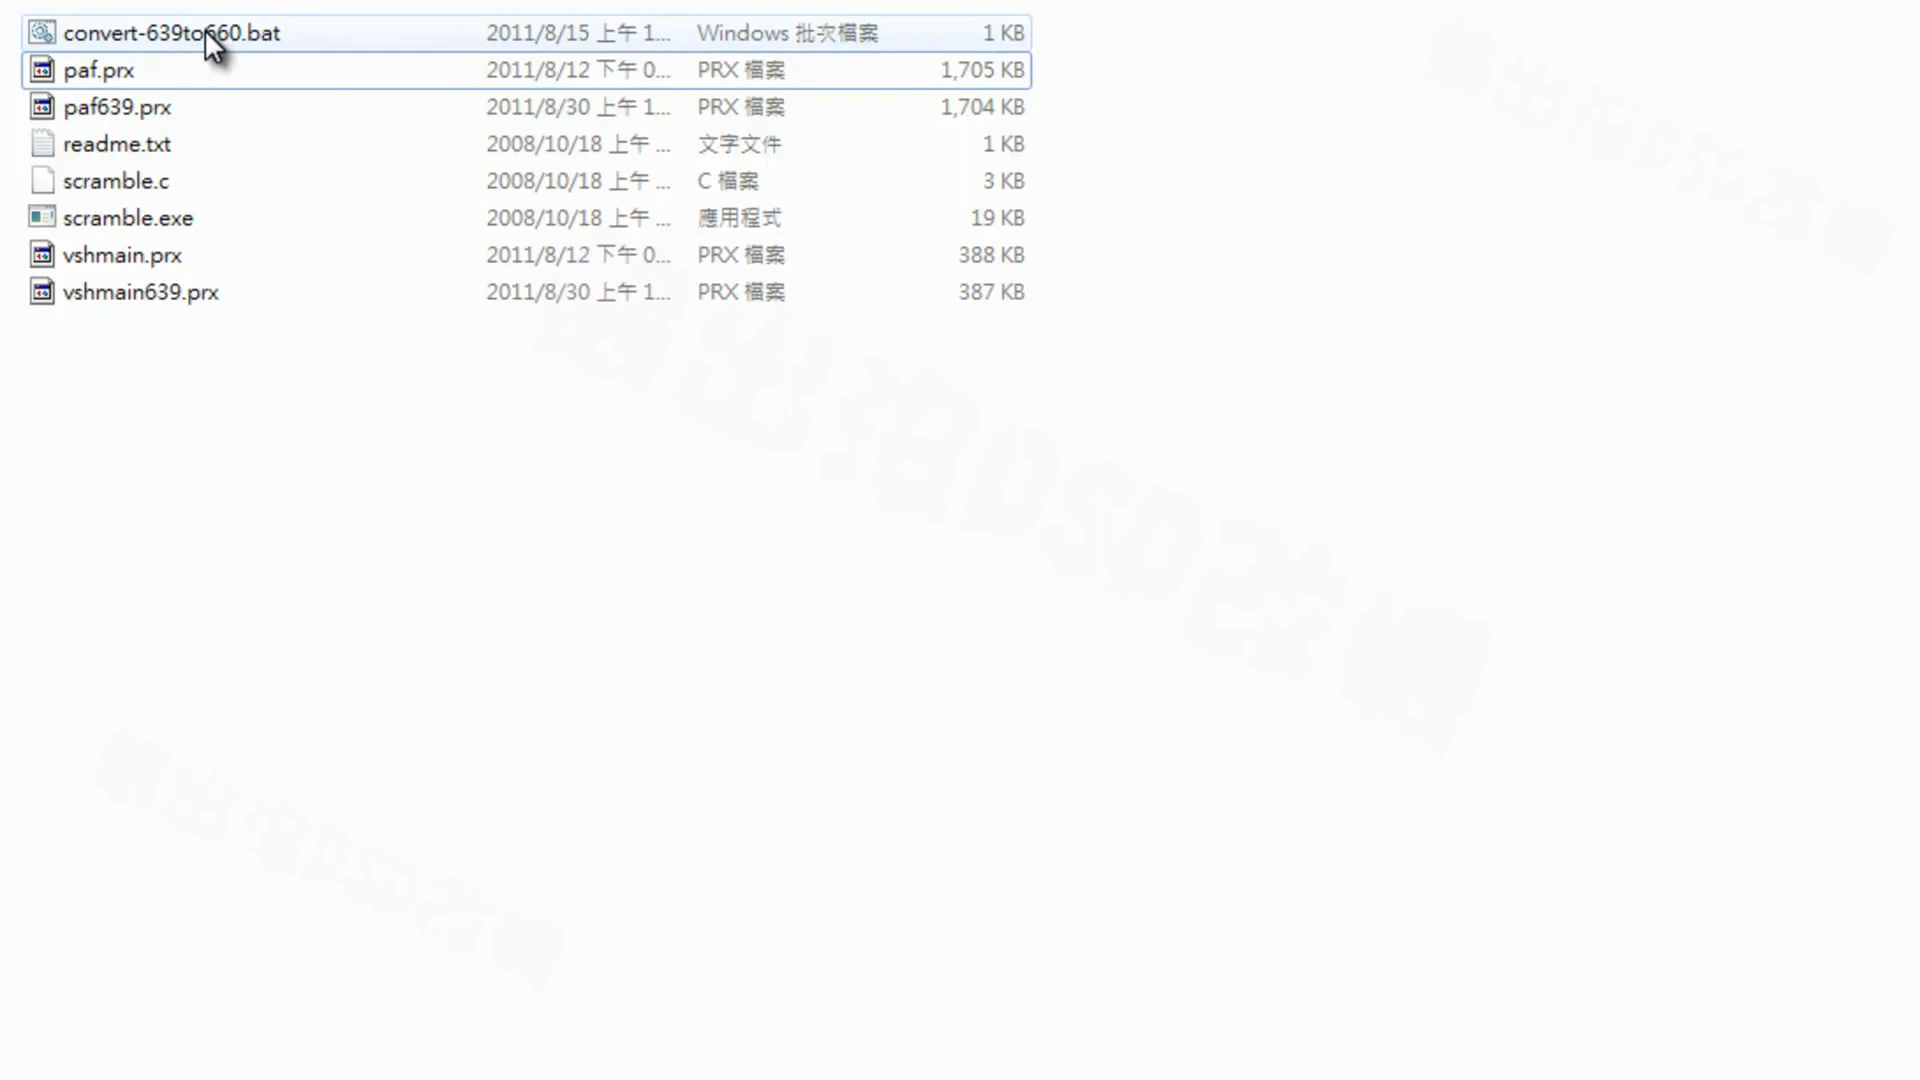 convert-639to660.bat 2011/8/15 上午 1... Windows 批次檔案 1 KB
paf.prx 2011/8/12 下午 0... PRX 檔案 1,705 KB
paf639.prx 2011/8/30 上午 1... PRX 檔案 1,704 KB
readme.txt 2008/10/18 上午 ... 文字文件 1 KB
scramble.c 2008/10/18 上午 ... C 檔案 3 KB
scramble.exe 2008/10/18 上午 ... 應用程式 19 KB
vshmain.prx 2011/8/12 下午 0... PRX 檔案 388 KB
vshmain639.prx 2011/8/30 上午 1... PRX 檔案 387 KB